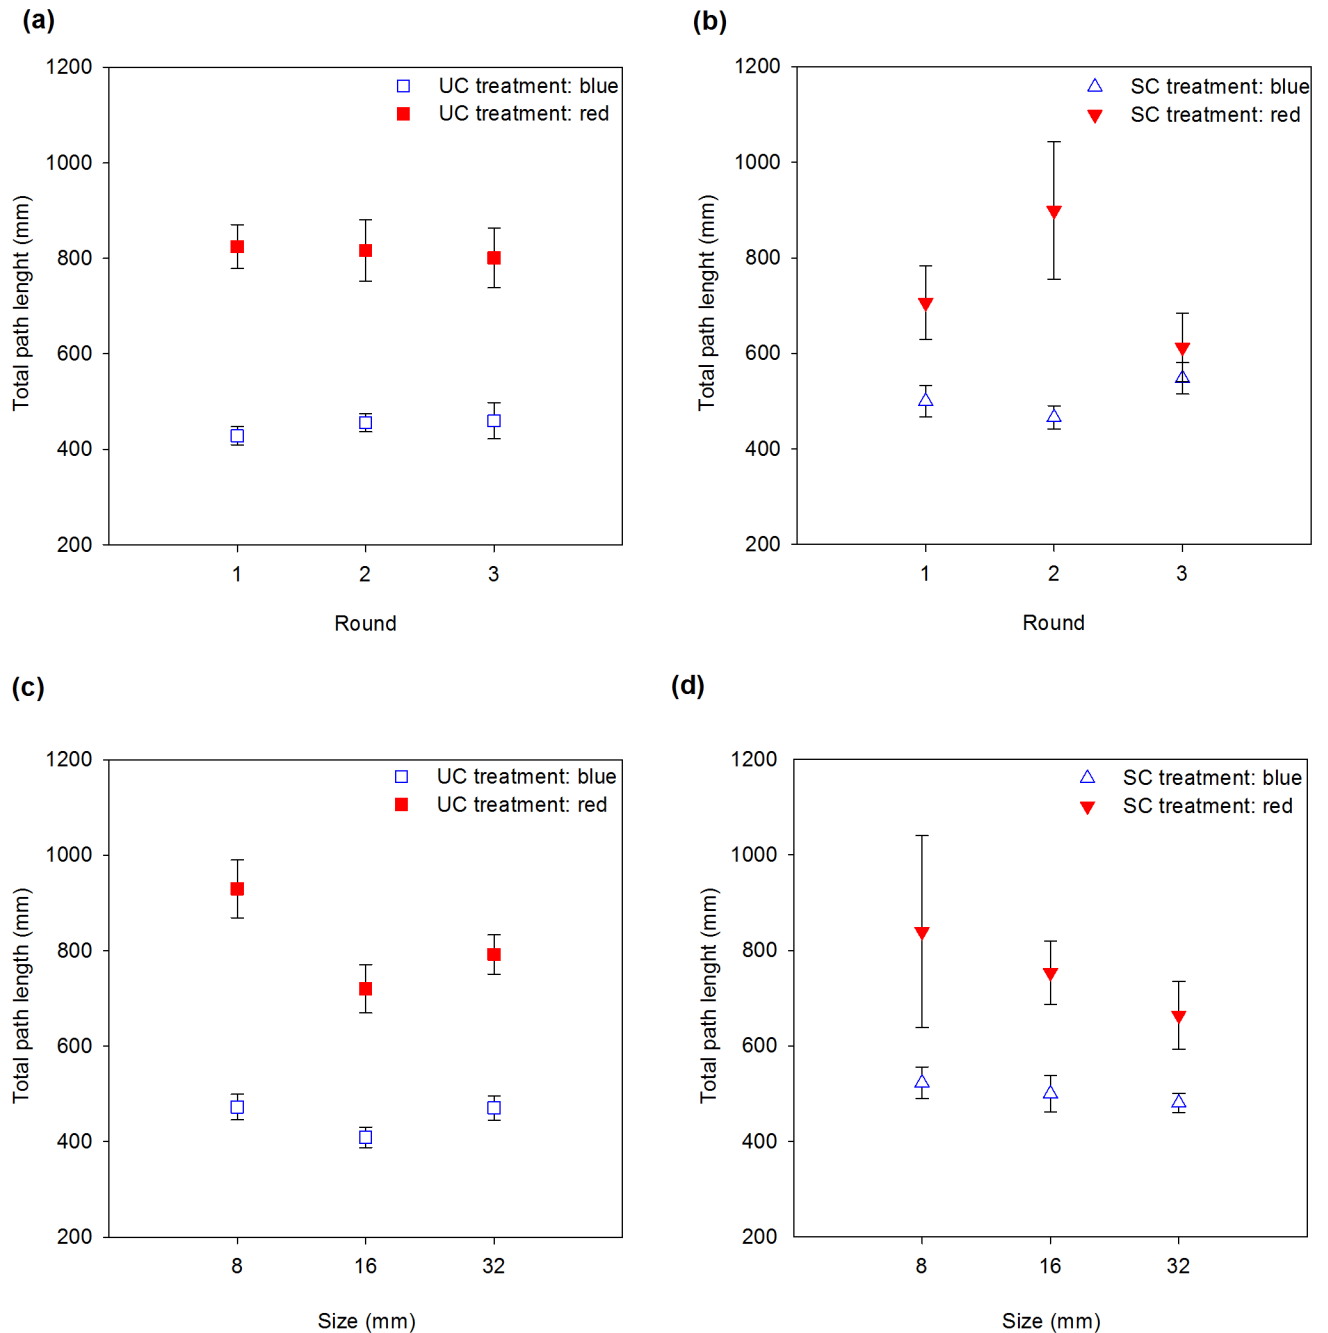 (a)
1200
1000
800
600
400
200
Total path lenght (mm)
UC treatment: blue
UC treatment: red
1 2 3
Round
(b)
1200
1000
800
600
400
200
Total path lenght (mm)
SC treatment: blue
SC treatment: red
1 2 3
Round
(c)
1200
1000
800
600
400
200
Total path length (mm)
UC treatment: blue
UC treatment: red
8 16 32
Size (mm)
(d)
1200
1000
800
600
400
200
Total path lenght (mm)
SC treatment: blue
SC treatment: red
8 16 32
Size (mm)